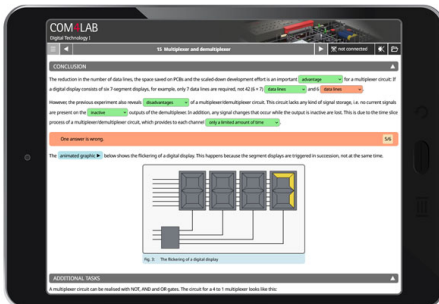 COM4LAB
Digital Technology I
15 Multiplexer and demultiplexer
not connected
CONCLUSION
The reduction in the number of data lines, the space saved on PCBs and the scaled-down development effort is an important advantage for a multiplexer circuit: If
a digital display consists of six 7-segment displays, for example, only 7 data lines are required, not 42 (6 × 7) data lines and 6 data lines.
However, the previous experiment also reveals disadvantages of a multiplexer/demultiplexer circuit. This circuit lacks any kind of signal storage, i.e. no current signals
are present on the inactive outputs of the demultiplexer. In addition, any signal changes that occur while the output is inactive are lost. This is due to the time slice
process of a multiplexer/demultiplexer circuit, which provides to each channel only a limited amount of time.
One answer is wrong.
5/6
The animated graphic below shows the flickering of a digital display. This happens because the segment displays are triggered in succession, not at the same time.
Fig. 3: The flickering of a digital display
ADDITIONAL TASKS
A multiplexer circuit can be realised with NOT, AND and OR gates. The circuit for a 4 to 1 multiplexer looks like this: